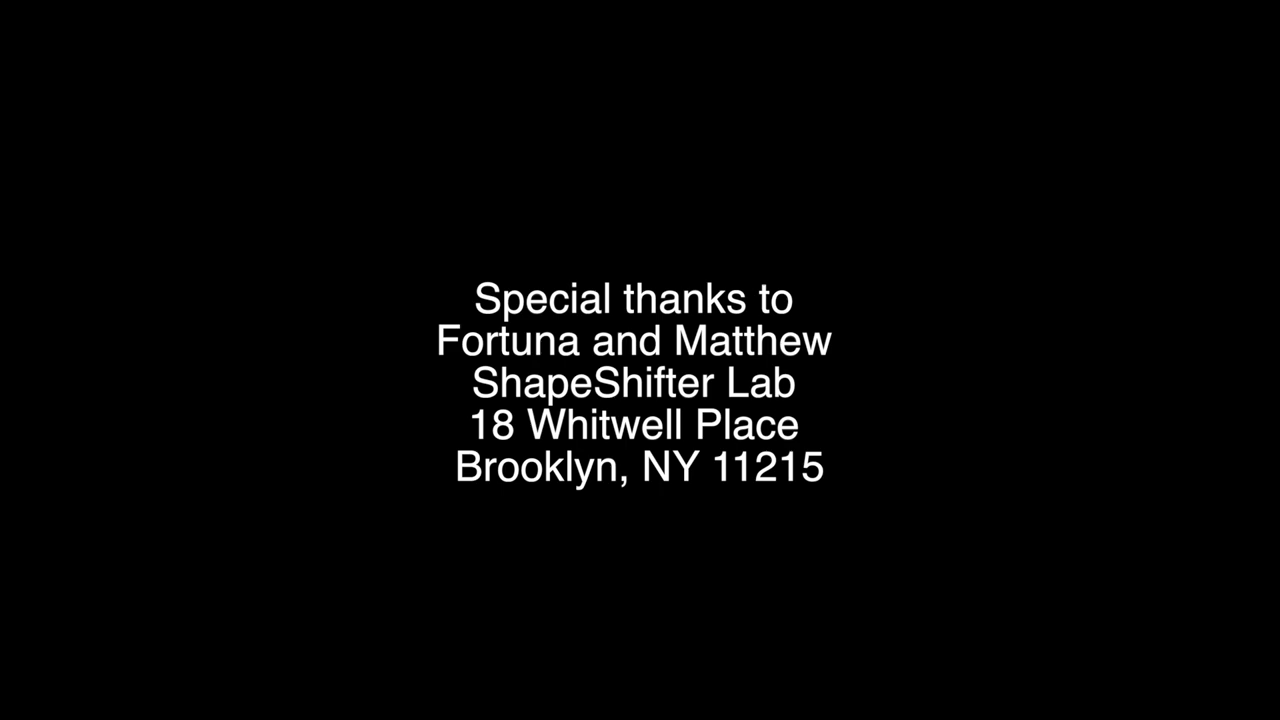 Special thanks to
Fortuna and Matthew
ShapeShifter Lab
18 Whitwell Place
Brooklyn, NY 11215